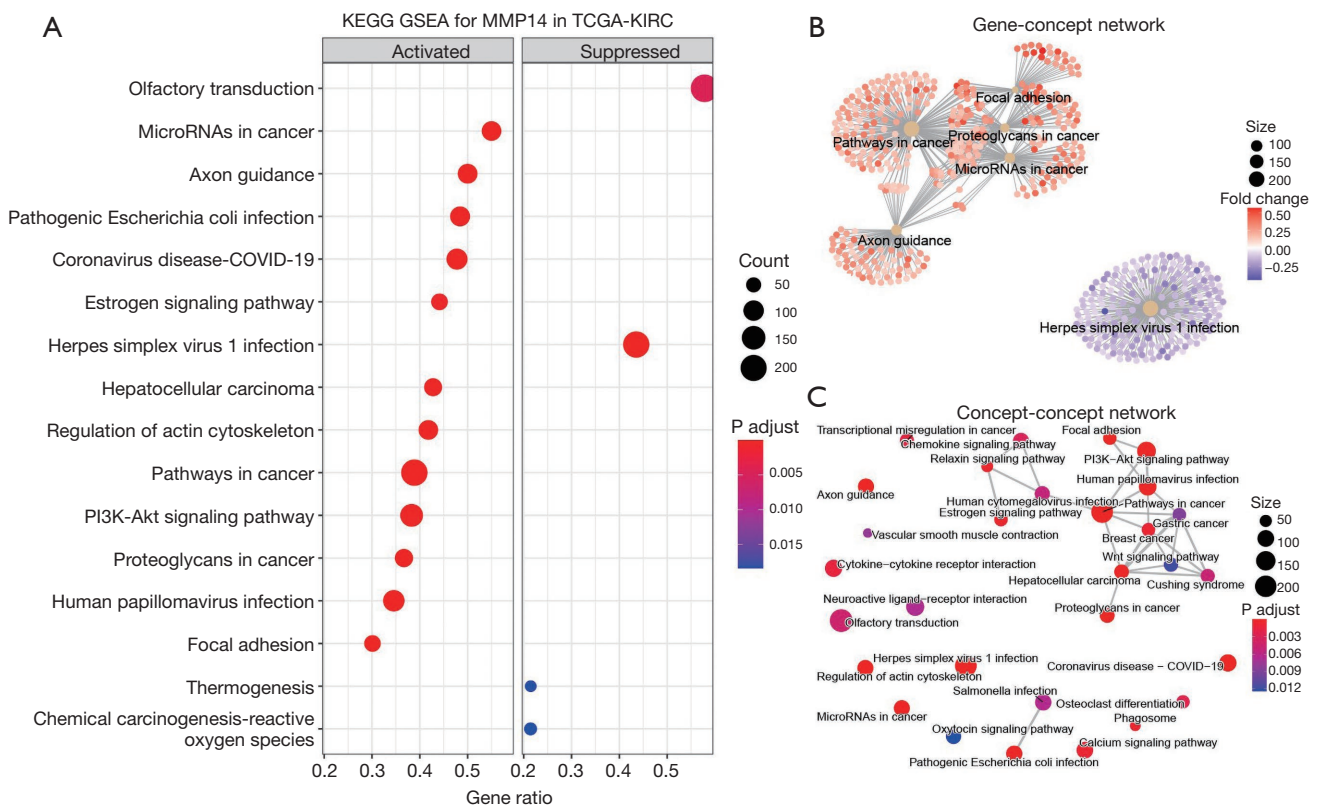 A
KEGG GSEA for MMP14 in TCGA-KIRC
Activated
Suppressed
Olfactory transduction
MicroRNAs in cancer
Axon guidance
Pathogenic Escherichia coli infection
Coronavirus disease-COVID-19
Estrogen signaling pathway
Herpes simplex virus 1 infection
Hepatocellular carcinoma
Regulation of actin cytoskeleton
Pathways in cancer
PI3K-Akt signaling pathway
Proteoglycans in cancer
Human papillomavirus infection
Focal adhesion
Thermogenesis
Chemical carcinogenesis-reactive
oxygen species
0.2 0.3 0.4 0.5 0.2 0.3 0.4 0.5
Gene ratio
Count
50
100
150
200
P adjust
0.005
0.010
0.015
B
Gene-concept network
Focal adhesion
Pathways in cancer
Proteoglycans in cancer
MicroRNAs in cancer
Axon guidance
Herpes simplex virus 1 infection
Size
100
150
200
Fold change
0.50
0.25
0.00
−0.25
C
Concept-concept network
Transcriptional misregulation in cancer
Focal adhesion
Chemokine signaling pathway
Relaxin signaling pathway
PI3K−Akt signaling pathway
Human papillomavirus infection
Axon guidance
Human cytomegalovirus infection
Pathways in cancer
Estrogen signaling pathway
Gastric cancer
Vascular smooth muscle contraction
Breast cancer
Wnt signaling pathway
Cytokine−cytokine receptor interaction
Hepatocellular carcinoma
Cushing syndrome
Neuroactive ligand−receptor interaction
Proteoglycans in cancer
Olfactory transduction
Herpes simplex virus 1 infection
Coronavirus disease − COVID−19
Regulation of actin cytoskeleton
Salmonella infection
Osteoclast differentiation
MicroRNAs in cancer
Phagosome
Oxytocin signaling pathway
Calcium signaling pathway
Pathogenic Escherichia coli infection
Size
50
100
150
200
P adjust
0.003
0.006
0.009
0.012